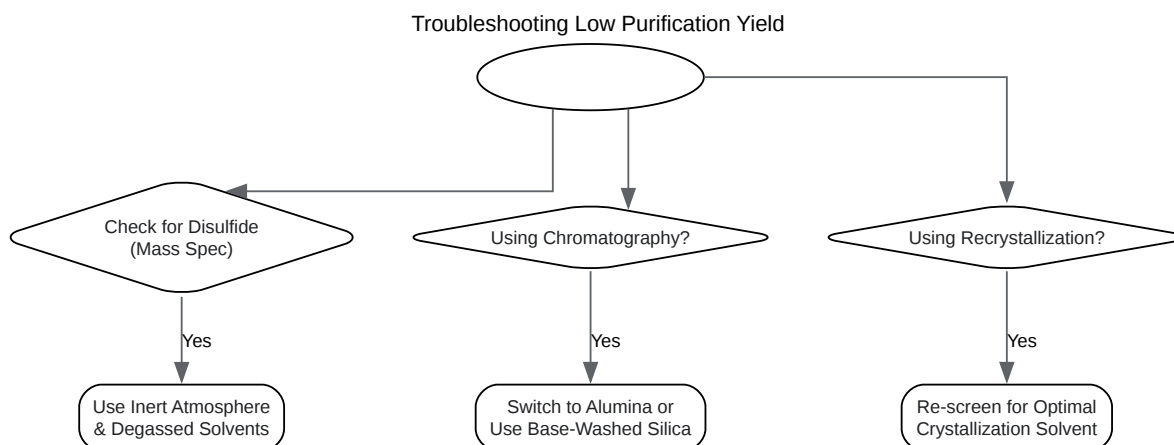 Troubleshooting Low Purification Yield
Check for Disulfide
(Mass Spec)
Using Chromatography?
Using Recrystallization?
Yes
Yes
Yes
Use Inert Atmosphere
& Degassed Solvents
Switch to Alumina or
Use Base-Washed Silica
Re-screen for Optimal
Crystallization Solvent